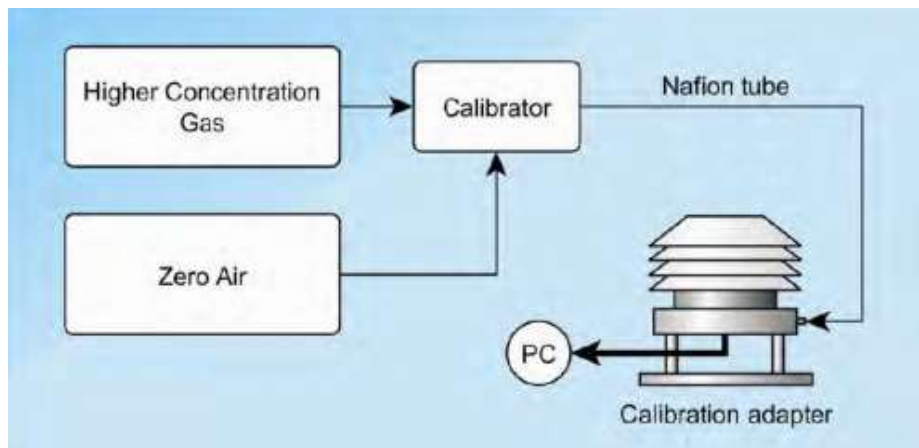 Higher Concentration
Gas
Calibrator
Nafion tube
Zero Air
PC
Calibration adapter